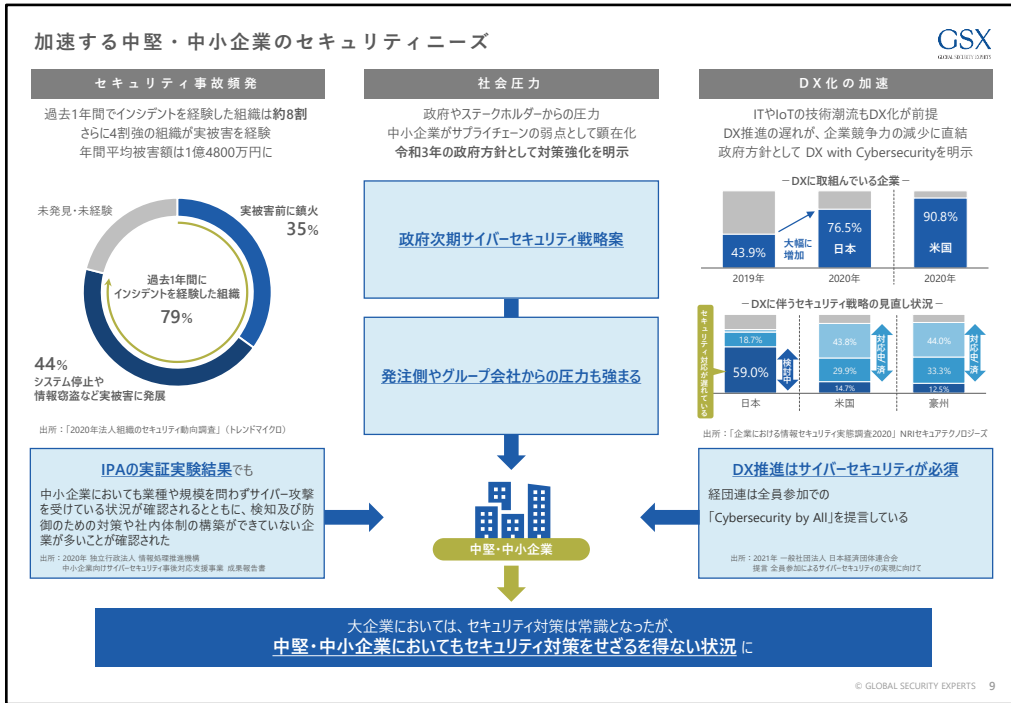 加速する中堅・中小企業のセキュリティニーズ
GSX
GLOBAL SECURITY EXPERTS
セキュリティ事故頻発
過去1年間でインシデントを経験した組織は約8割
さらに4割強の組織が実被害を経験
年間平均被害額は1億4800万円に
未発見・未経験
実被害前に鎮火
35%
過去1年間に
インシデントを経験した組織
79%
44%
システム停止や
情報窃盗など実被害に発展
出所：「2020年法人組織のセキュリティ動向調査」（トレンドマイクロ）
IPAの実証実験結果でも
中小企業においても業種や規模を問わずサイバー攻撃
を受けている状況が確認されるとともに、検知及び防
御のための対策や社内体制の構築ができていない企
業が多いことが確認された
出所：2020年 独立行政法人 情報処理推進機構
中小企業向けサイバーセキュリティ事後対応支援事業 成果報告書
社会圧力
政府やステークホルダーからの圧力
中小企業がサプライチェーンの弱点として顕在化
令和3年の政府方針として対策強化を明示
政府次期サイバーセキュリティ戦略案
発注側やグループ会社からの圧力も強まる
中堅・中小企業
DX化の加速
ITやIoTの技術潮流もDX化が前提
DX推進の遅れが、企業競争力の減少に直結
政府方針として DX with Cybersecurityを明示
－DXに取組んでいる企業－
43.9%
大幅に
増加
76.5%
日本
90.8%
米国
2019年
2020年
2020年
－DXに伴うセキュリティ戦略の見直し状況－
セキュリティ対応が遅れている
18.7%
59.0%
検討中
43.8%
29.9%
14.7%
対応中・済
44.0%
33.3%
12.5%
対応中・済
日本
米国
豪州
出所：「企業における情報セキュリティ実態調査2020」NRIセキュアテクノロジーズ
DX推進はサイバーセキュリティが必須
経団連は全員参加での
「Cybersecurity by All」を提言している
出所：2021年 一般社団法人 日本経済団体連合会
提言 全員参加によるサイバーセキュリティの実現に向けて
大企業においては、セキュリティ対策は常識となったが、
中堅・中小企業においてもセキュリティ対策をせざるを得ない状況 に
© GLOBAL SECURITY EXPERTS 9